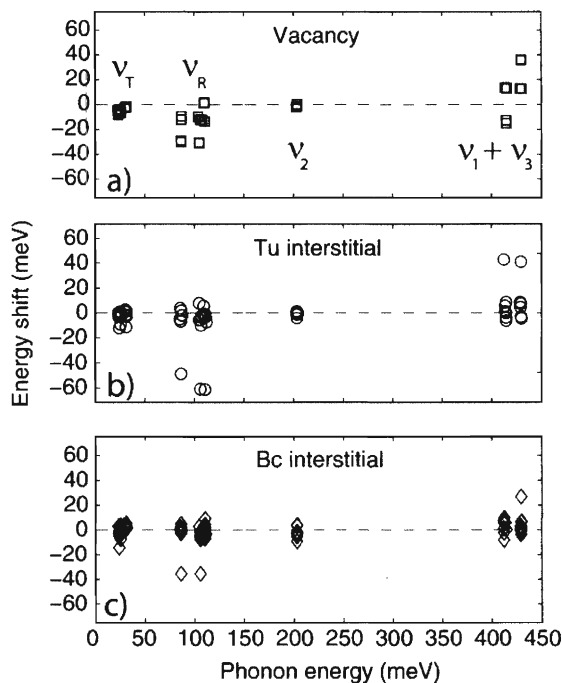 60
40
20
0
−20
−40
−60
Vacancy
ν_T ν_R
ν_2 ν_1 + ν_3
a)
60
40
20
0
−20
−40
−60
Tu interstitial
b)
Energy shift (meV)
60
40
20
0
−20
−40
−60
Bc interstitial
c)
0 50 100 150 200 250 300 350 400 450
Phonon energy (meV)